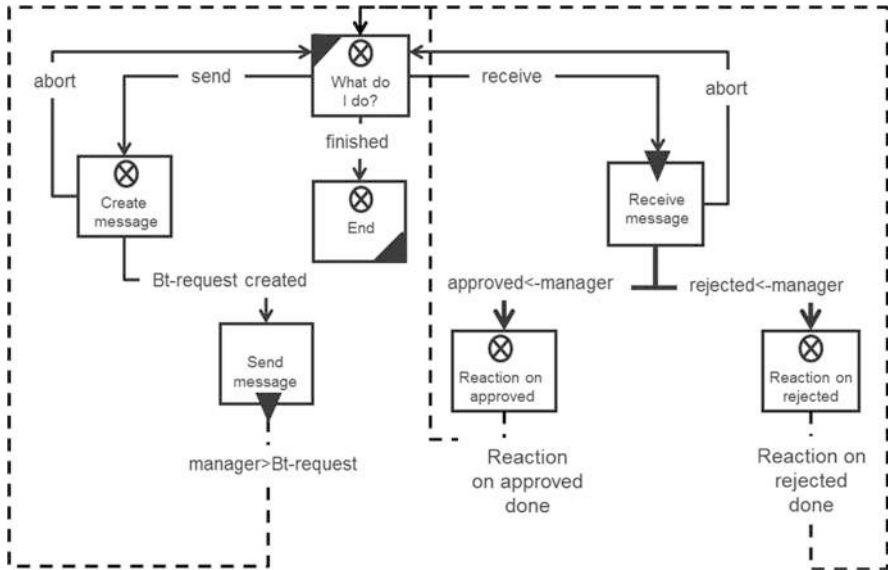 What do
I do?
abort
send
receive
abort
finished
Create
message
End
Receive
message
Bt-request created
approved<-manager
rejected<-manager
Send
message
Reaction on
approved
Reaction on
rejected
manager>Bt-request
Reaction
on approved
done
Reaction on
rejected
done